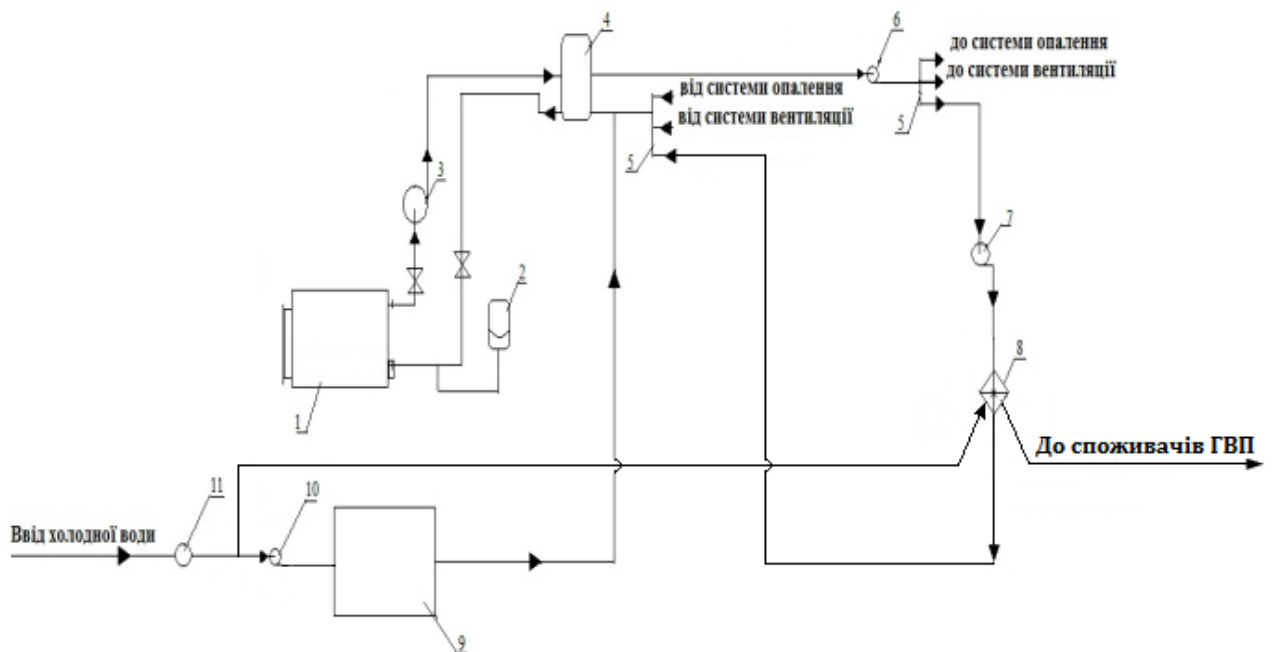 4
6
до системи опалення
до системи вентиляції
від системи опалення
від системи вентиляції
5
5
3
7
2
8
1
До споживачів ГВП
11
10
Ввід холодної води
9